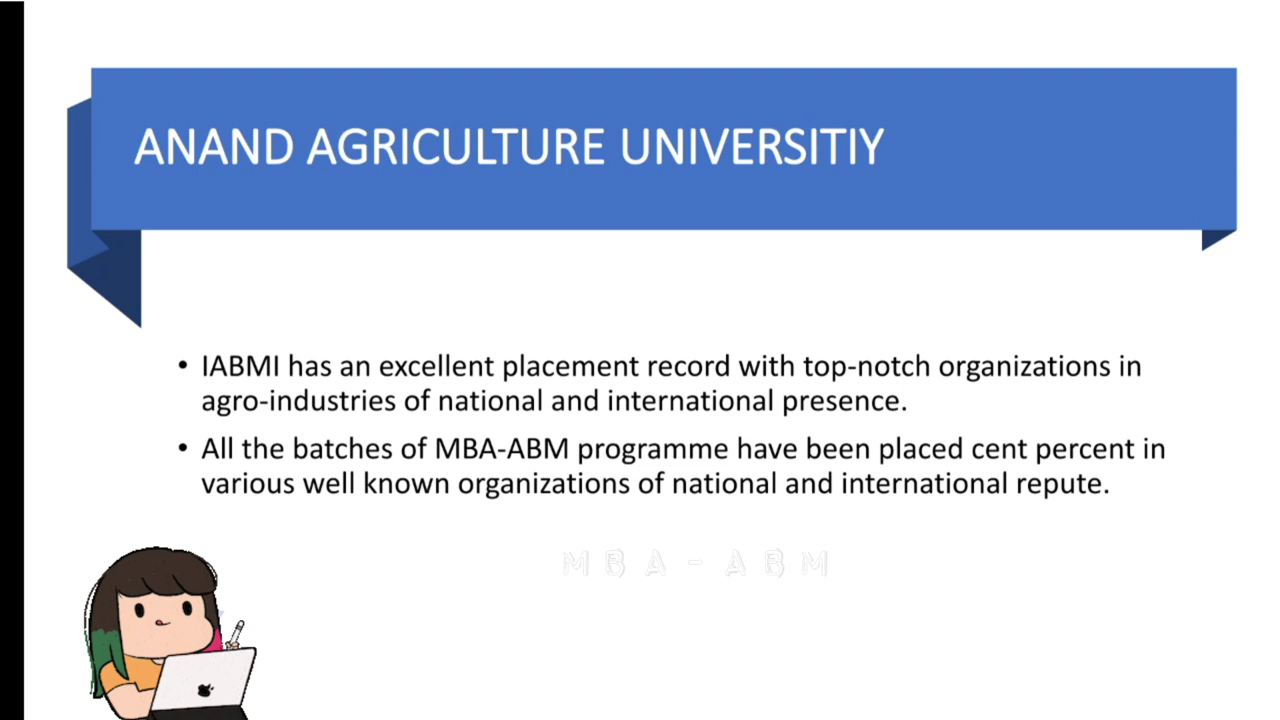 ANAND AGRICULTURE UNIVERSITIY
• IABMI has an excellent placement record with top-notch organizations in
agro-industries of national and international presence.
• All the batches of MBA-ABM programme have been placed cent percent in
various well known organizations of national and international repute.
MBA-ABM